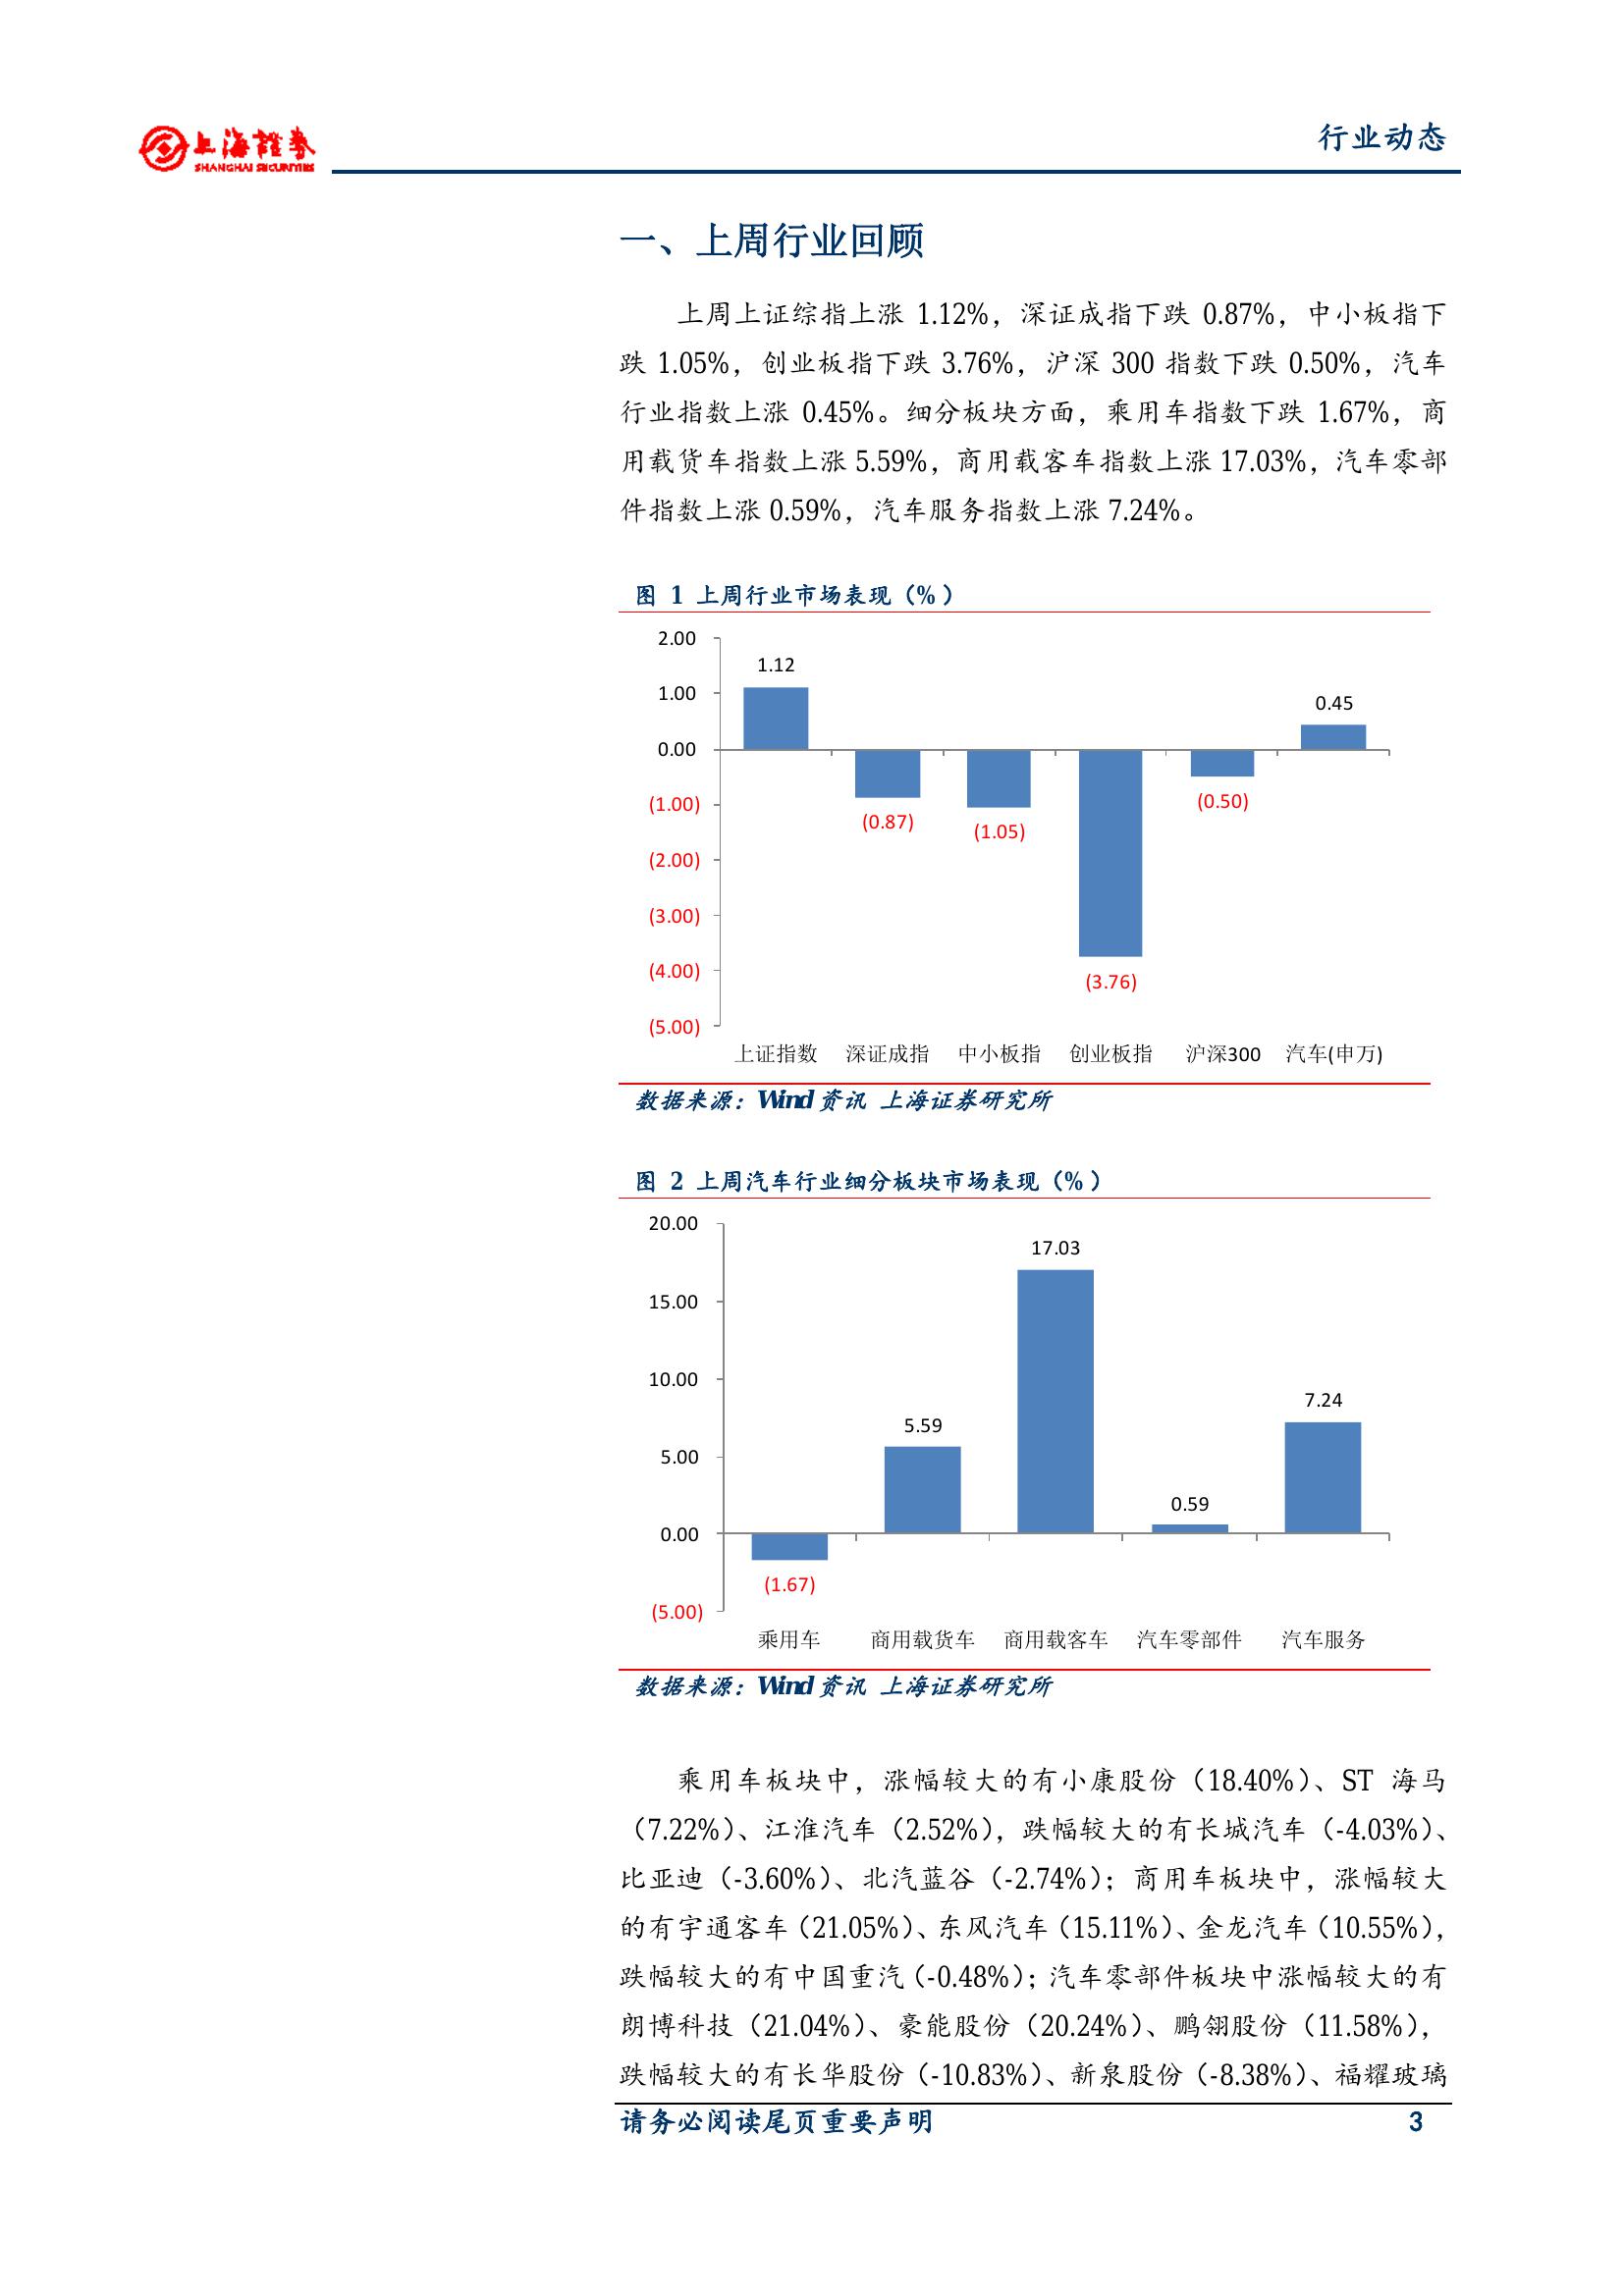 上海證券
SHANGHAI SECURITIES
行业动态
一、上周行业回顾
上周上证综指上涨 1.12%，深证成指下跌 0.87%，中小板指下
跌 1.05%，创业板指下跌 3.76%，沪深 300 指数下跌 0.50%，汽车
行业指数上涨 0.45%。细分板块方面，乘用车指数下跌 1.67%，商
用载货车指数上涨 5.59%，商用载客车指数上涨 17.03%，汽车零部
件指数上涨 0.59%，汽车服务指数上涨 7.24%。
图 1 上周行业市场表现（%）
2.00
1.00
0.00
(1.00)
(2.00)
(3.00)
(4.00)
(5.00)
1.12
(0.87)
(1.05)
(3.76)
(0.50)
0.45
上证指数 深证成指 中小板指 创业板指 沪深300 汽车(申万)
数据来源：Wind 资讯 上海证券研究所
图 2 上周汽车行业细分板块市场表现（%）
20.00
15.00
10.00
5.00
0.00
(5.00)
(1.67)
5.59
17.03
0.59
7.24
乘用车 商用载货车 商用载客车 汽车零部件 汽车服务
数据来源：Wind 资讯 上海证券研究所
乘用车板块中，涨幅较大的有小康股份（18.40%）、ST 海马
（7.22%）、江淮汽车（2.52%），跌幅较大的有长城汽车（-4.03%）、
比亚迪（-3.60%）、北汽蓝谷（-2.74%）；商用车板块中，涨幅较大
的有宇通客车（21.05%）、东风汽车（15.11%）、金龙汽车（10.55%），
跌幅较大的有中国重汽（-0.48%）；汽车零部件板块中涨幅较大的有
朗博科技（21.04%）、豪能股份（20.24%）、鹏翎股份（11.58%），
跌幅较大的有长华股份（-10.83%）、新泉股份（-8.38%）、福耀玻璃
请务必阅读尾页重要声明 3